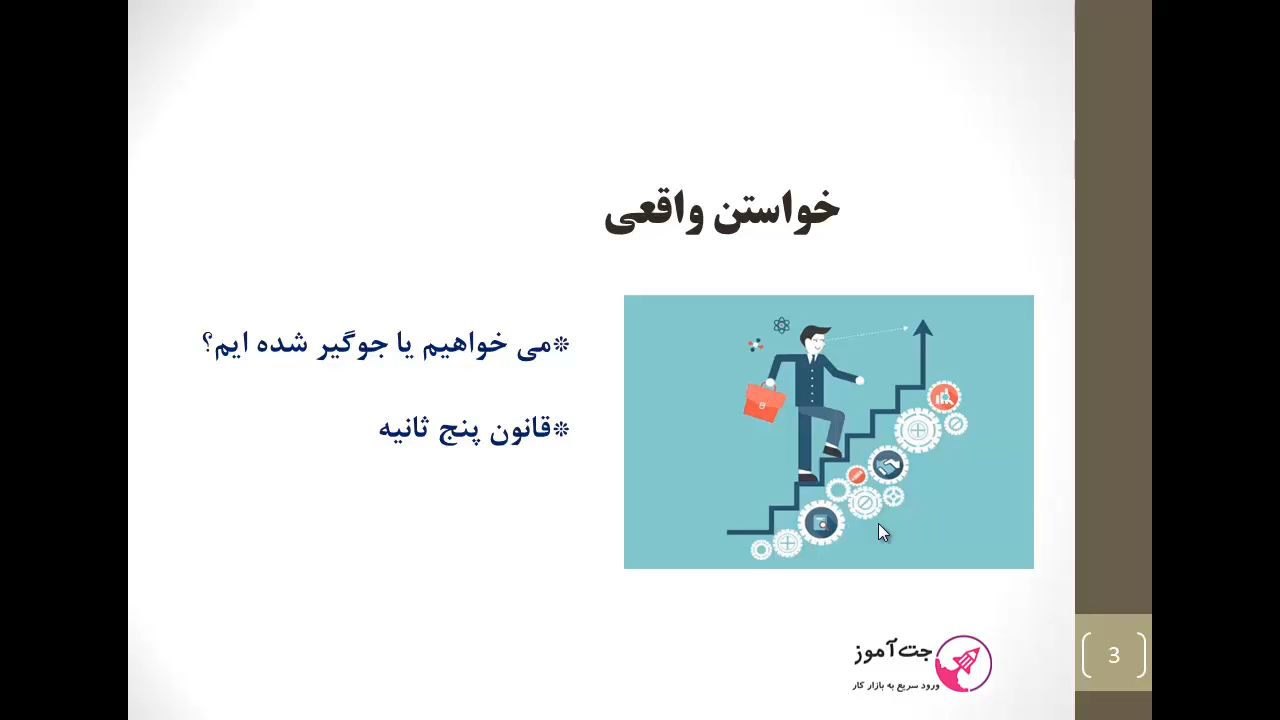 خواستن واقعی
❊می خواهیم یا جوگیر شده ایم؟
❊قانون پنج ثانیه
جت‌آموز
ورود سریع به بازار کار
3